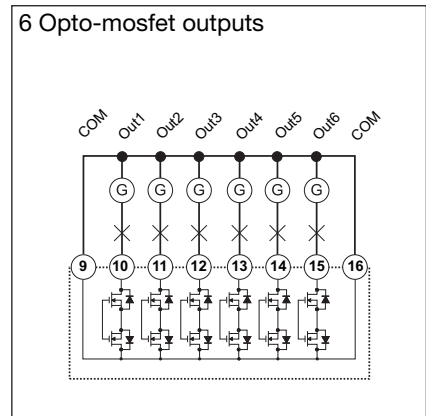 6 Opto-mosfet outputs
COM Out1 Out2 Out3 Out4 Out5 Out6 COM
G G G G G G
9 10 11 12 13 14 15 16